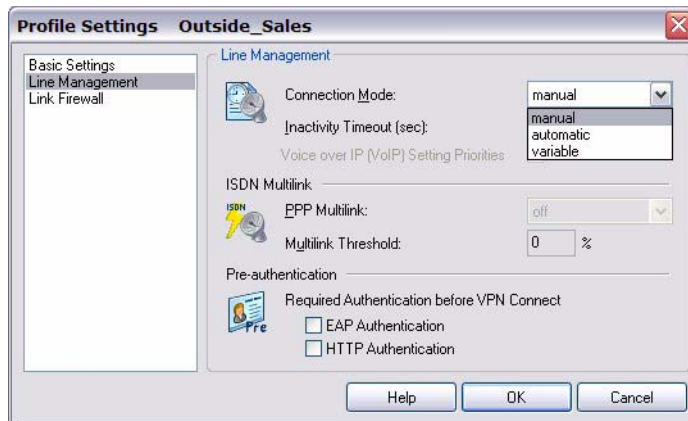 Profile Settings Outside_Sales
Basic Settings
Line Management
Link Firewall
Line Management
Connection Mode: manual
manual
automatic
variable
Inactivity Timeout (sec):
Voice over IP (VoIP) Setting Priorities
ISDN Multilink
ISDN
PPP Multilink: off
Multilink Threshold: 0 %
Pre-authentication
Pre
Required Authentication before VPN Connect
EAP Authentication
HTTP Authentication
Help OK Cancel